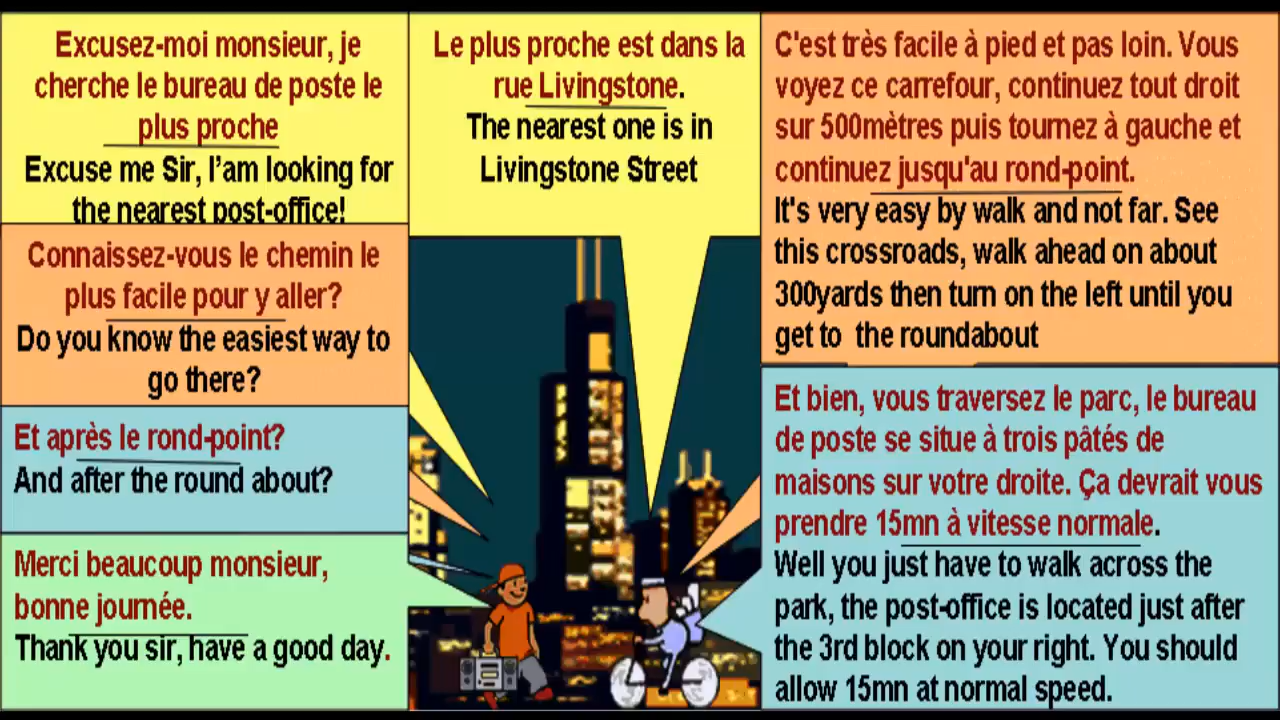 Excusez-moi monsieur, je
cherche le bureau de poste le
plus proche
Excuse me Sir, I'am looking for
the nearest post-office!
Le plus proche est dans la
rue Livingstone.
The nearest one is in
Livingstone Street
Connaissez-vous le chemin le
plus facile pour y aller?
Do you know the easiest way to
go there?
C'est très facile à pied et pas loin. Vous
voyez ce carrefour, continuez tout droit
sur 500mètres puis tournez à gauche et
continuez jusqu'au rond-point.
It's very easy by walk and not far. See
this crossroads, walk ahead on about
300yards then turn on the left until you
get to the roundabout
Et après le rond-point?
And after the round about?
Et bien, vous traversez le parc, le bureau
de poste se situe à trois pâtés de
maisons sur votre droite. Ça devrait vous
prendre 15mn à vitesse normale.
Well you just have to walk across the
park, the post-office is located just after
the 3rd block on your right. You should
allow 15mn at normal speed.
Merci beaucoup monsieur,
bonne journée.
Thank you sir, have a good day.